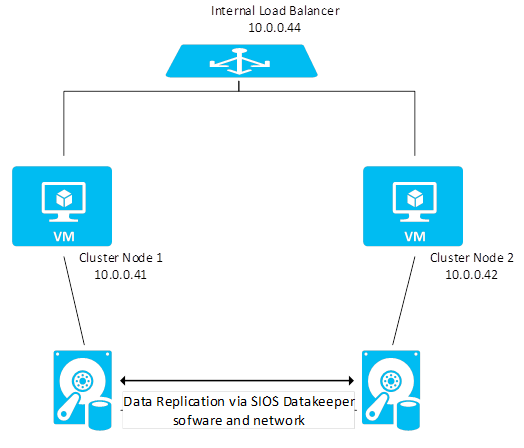 Internal Load Balancer
10.0.0.44
VM
VM
Cluster Node 1
10.0.0.41
Cluster Node 2
10.0.0.42
Data Replication via SIOS Datakeeper
sofware and network